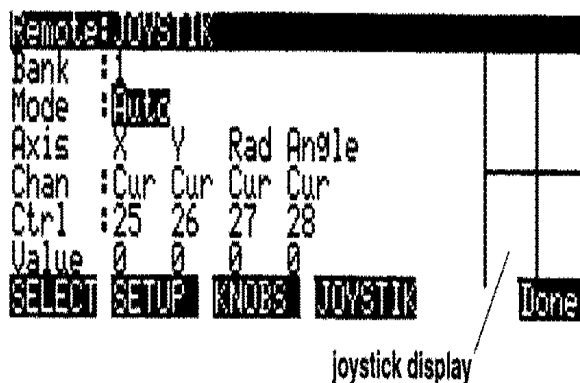 Remote:JOYSTIK
Bank :1
Mode :Auto
Axis X Y Rad Angle
Chan :Cur Cur Cur Cur
Ctrl :25 26 27 28
Value 0 0 0 0
SELECT SETUP KNOBS JOYSTIK Done
joystick display